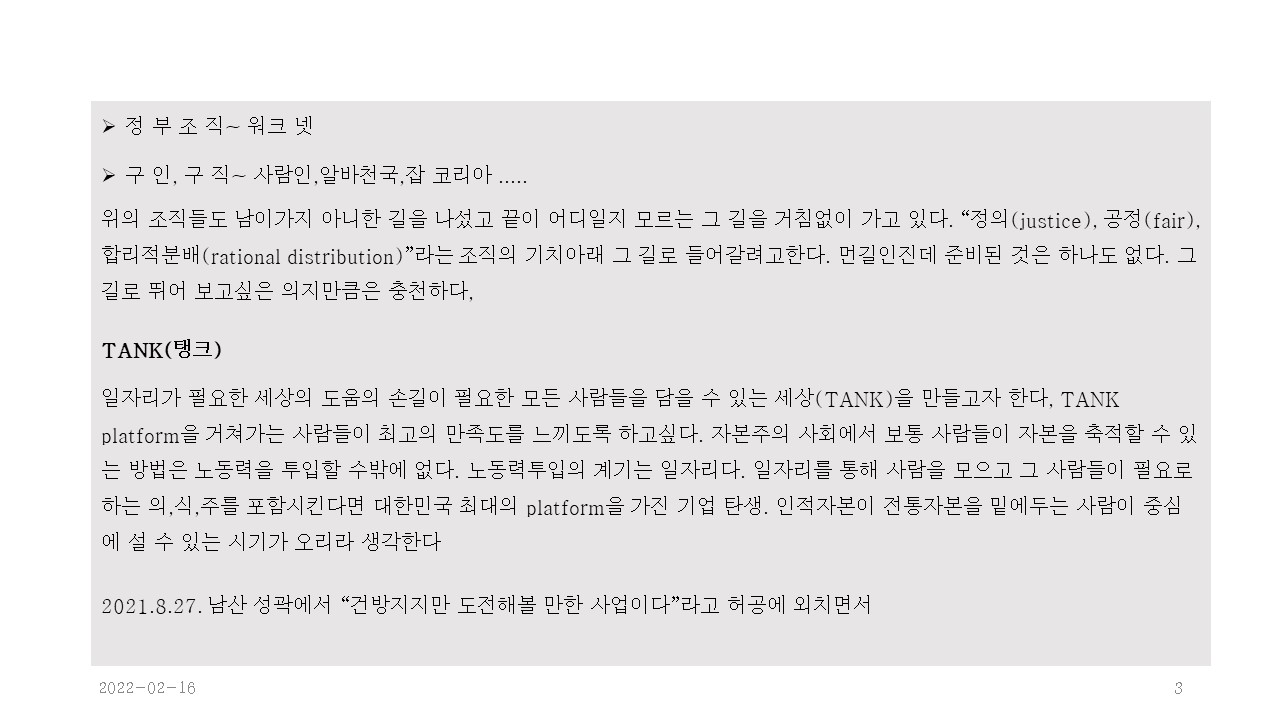 ➢ 정 부 조 직~ 워크 넷
➢ 구 인, 구 직~ 사람인,알바천국,잡 코리아 .....
위의 조직들도 남이가지 아니한 길을 나섰고 끝이 어디일지 모르는 그 길을 거침없이 가고 있다. “정의(justice), 공정(fair),
합리적분배(rational distribution)”라는 조직의 기치아래 그 길로 들어갈려고한다. 먼길인진데 준비된 것은 하나도 없다. 그
길로 뛰어 보고싶은 의지만큼은 충천하다,
TANK(탱크)
일자리가 필요한 세상의 도움의 손길이 필요한 모든 사람들을 담을 수 있는 세상(TANK)을 만들고자 한다, TANK
platform을 거쳐가는 사람들이 최고의 만족도를 느끼도록 하고싶다. 자본주의 사회에서 보통 사람들이 자본을 축적할 수 있
는 방법은 노동력을 투입할 수밖에 없다. 노동력투입의 계기는 일자리다. 일자리를 통해 사람을 모으고 그 사람들이 필요로
하는 의,식,주를 포함시킨다면 대한민국 최대의 platform을 가진 기업 탄생. 인적자본이 전통자본을 밑에두는 사람이 중심
에 설 수 있는 시기가 오리라 생각한다
2021.8.27. 남산 성곽에서 “건방지지만 도전해볼 만한 사업이다”라고 허공에 외치면서
2022-02-16
3